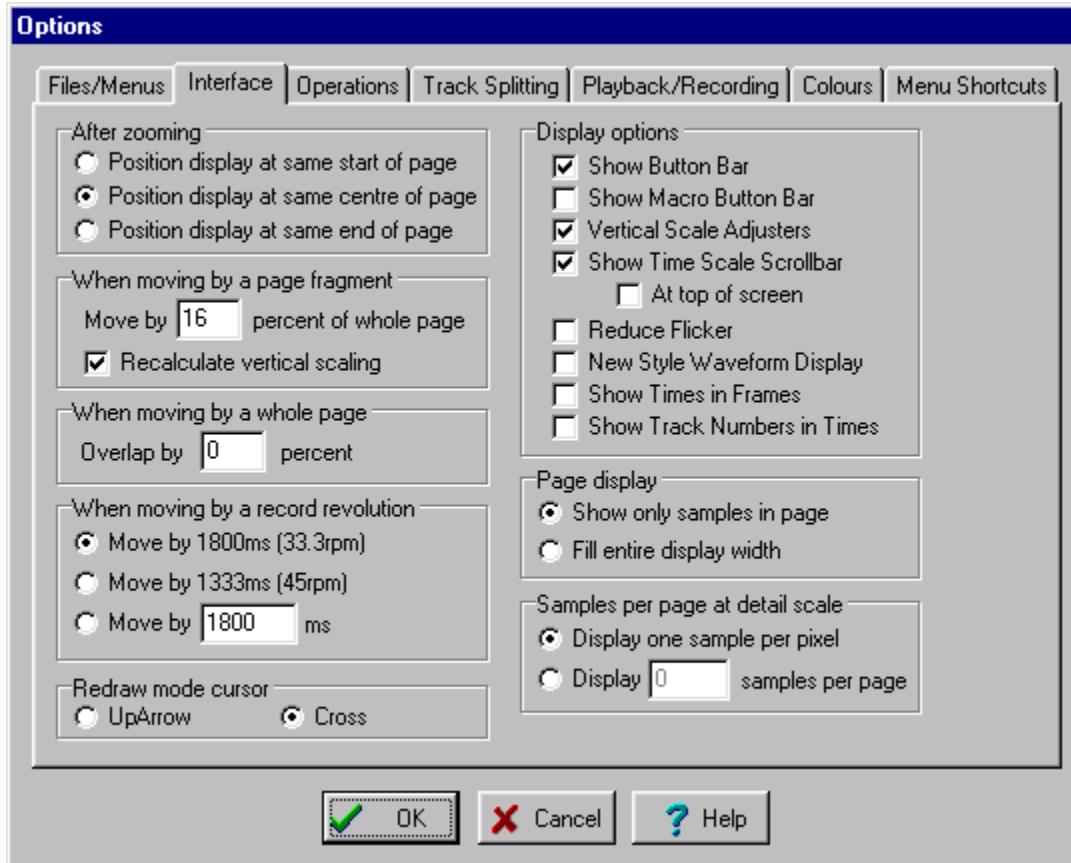 Options
Files/Menus Interface Operations Track Splitting Playback/Recording Colours Menu Shortcuts
After zooming
Position display at same start of page
Position display at same centre of page
Position display at same end of page
When moving by a page fragment
Move by 16 percent of whole page
Recalculate vertical scaling
When moving by a whole page
Overlap by 0 percent
When moving by a record revolution
Move by 1800ms (33.3rpm)
Move by 1333ms (45rpm)
Move by 1800 ms
Redraw mode cursor
UpArrow Cross
Display options
Show Button Bar
Show Macro Button Bar
Vertical Scale Adjusters
Show Time Scale Scrollbar
At top of screen
Reduce Flicker
New Style Waveform Display
Show Times in Frames
Show Track Numbers in Times
Page display
Show only samples in page
Fill entire display width
Samples per page at detail scale
Display one sample per pixel
Display 0 samples per page
OK Cancel Help